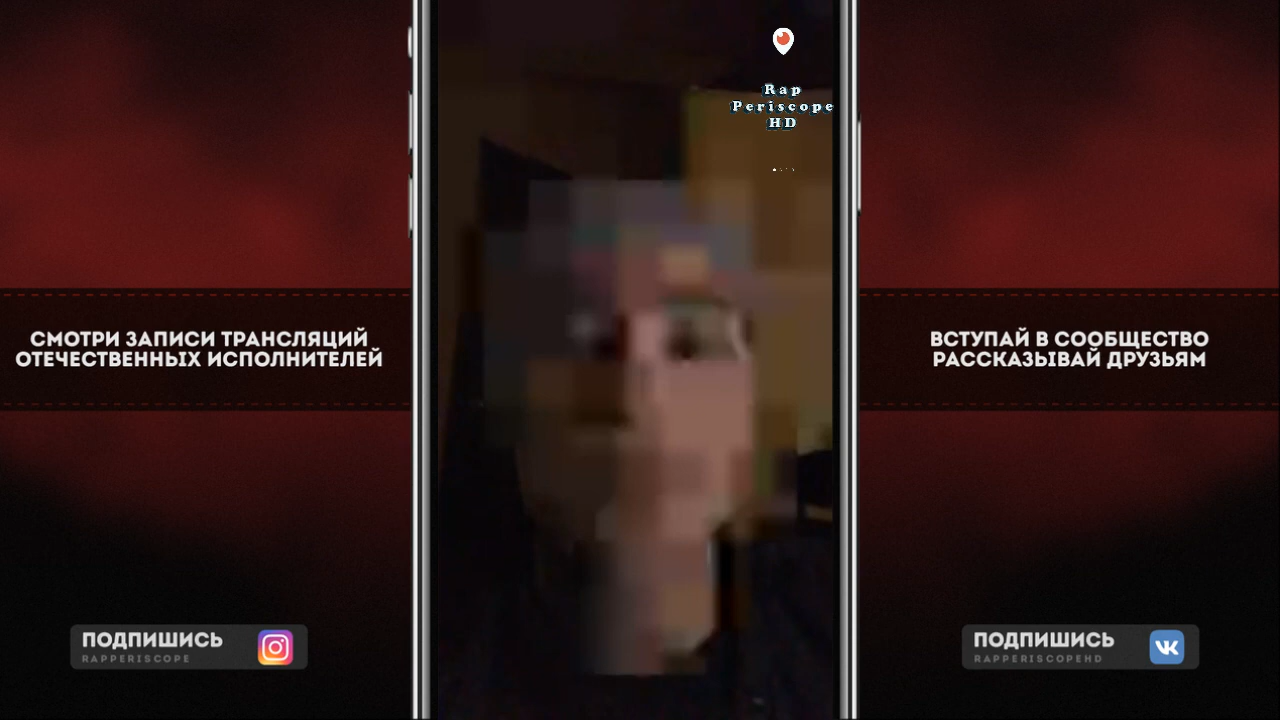 Rap
Periscope
HD
СМОТРИ ЗАПИСИ ТРАНСЛЯЦИЙ
ОТЕЧЕСТВЕННЫХ ИСПОЛНИТЕЛЕЙ
ВСТУПАЙ В СООБЩЕСТВО
РАССКАЗЫВАЙ ДРУЗЬЯМ
ПОДПИШИСЬ
RAPPERISCOPE
ПОДПИШИСЬ
RAPPERISCOPEHD